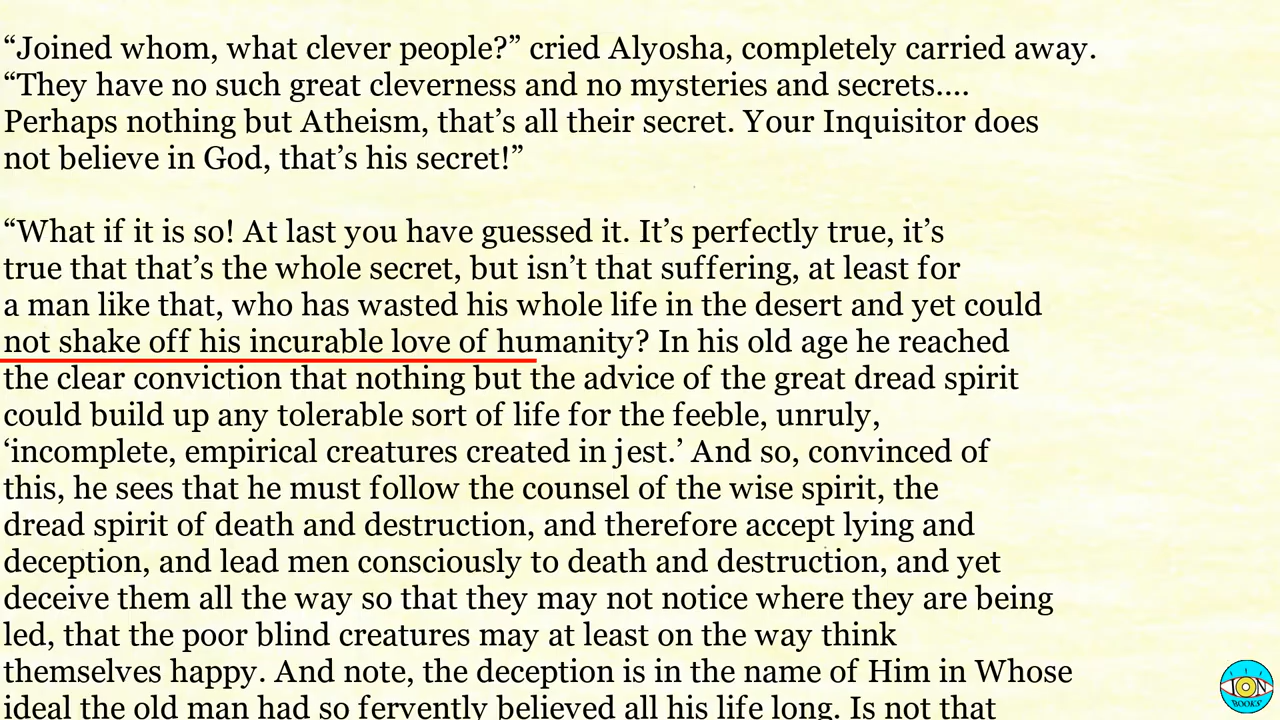 “Joined whom, what clever people?” cried Alyosha, completely carried away.
“They have no such great cleverness and no mysteries and secrets....
Perhaps nothing but Atheism, that’s all their secret. Your Inquisitor does
not believe in God, that’s his secret!”
“What if it is so! At last you have guessed it. It’s perfectly true, it’s
true that that’s the whole secret, but isn’t that suffering, at least for
a man like that, who has wasted his whole life in the desert and yet could
not shake off his incurable love of humanity? In his old age he reached
the clear conviction that nothing but the advice of the great dread spirit
could build up any tolerable sort of life for the feeble, unruly,
‘incomplete, empirical creatures created in jest.’ And so, convinced of
this, he sees that he must follow the counsel of the wise spirit, the
dread spirit of death and destruction, and therefore accept lying and
deception, and lead men consciously to death and destruction, and yet
deceive them all the way so that they may not notice where they are being
led, that the poor blind creatures may at least on the way think
themselves happy. And note, the deception is in the name of Him in Whose
ideal the old man had so fervently believed all his life long. Is not that
ION
BOOKS